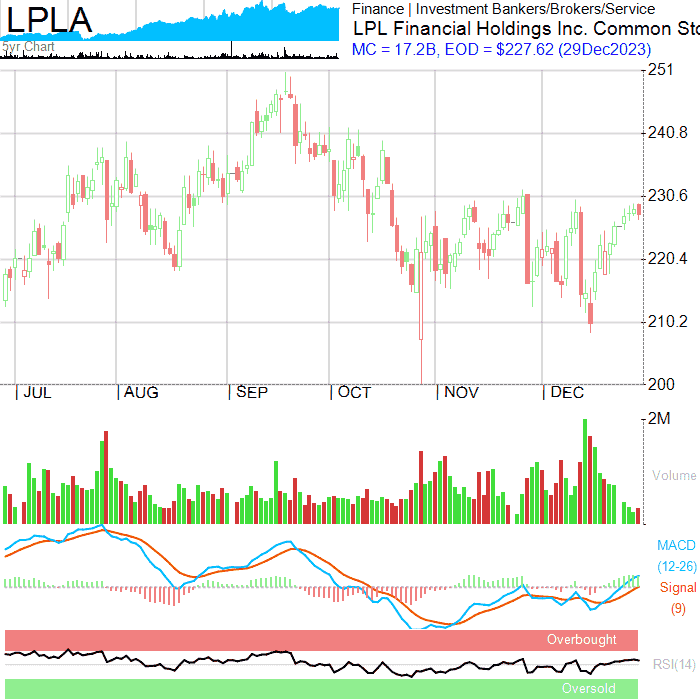 LPLA
5yr Chart
Finance | Investment Bankers/Brokers/Service
LPL Financial Holdings Inc. Common Sto
MC = 17.2B, EOD = $227.62 (29Dec2023)
251
240.8
230.6
220.4
210.2
200
| JUL | AUG | SEP | OCT | NOV | DEC
2M
Volume
MACD
(12-26)
Signal
(9)
Overbought
RSI(14)
Oversold